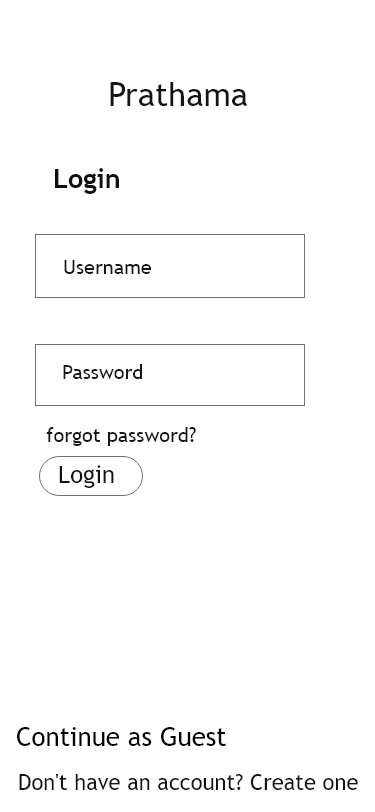 Prathama
Login
Username
Password
forgot password?
Login
Continue as Guest
Don't have an account? Create one